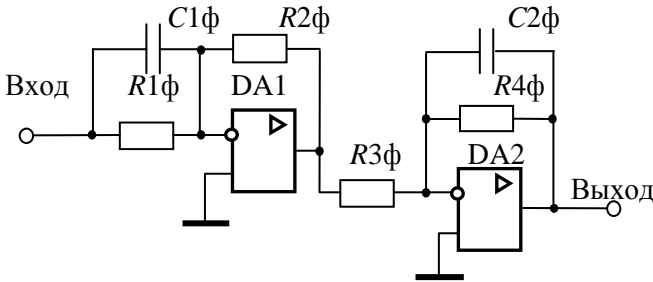 C1ф
R2ф
C2ф
Вход
R1ф
DA1
R4ф
R3ф
DA2
Выход